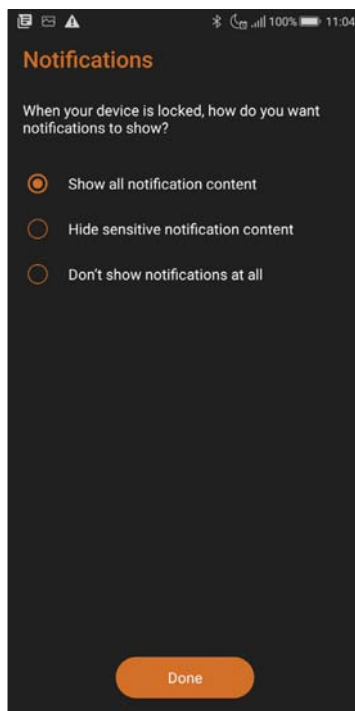 100% 11:04
Notifications
When your device is locked, how do you want
notifications to show?
Show all notification content
Hide sensitive notification content
Don't show notifications at all
Done